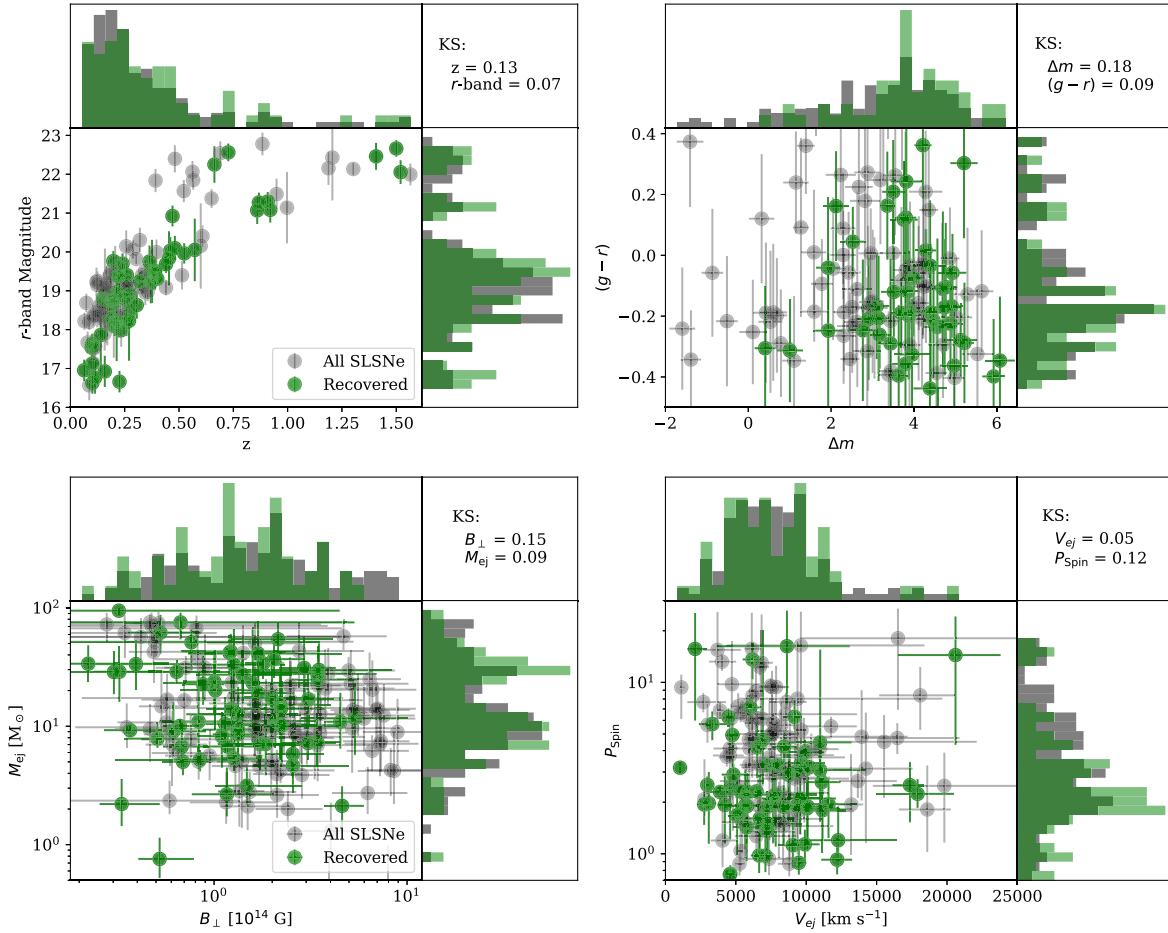 KS:
z = 0.13
r-band = 0.07
23
22
21
20
19
18
17
16
r-band Magnitude
All SLSNe
Recovered
0.00
0.25
0.50
0.75
1.00
1.25
1.50
z
KS:
Δm = 0.18
(g − r) = 0.09
0.4
0.2
0.0
−0.2
−0.4
(g − r)
−2
0
2
4
6
Δm
KS:
B⊥ = 0.15
Mej = 0.09
10²
10¹
10⁰
Mej [M⊙]
All SLSNe
Recovered
10⁰
10¹
B⊥ [10¹⁴ G]
KS:
Vej = 0.05
PSpin = 0.12
10¹
10⁰
PSpin
0
5000
10000
15000
20000
25000
Vej [km s⁻¹]